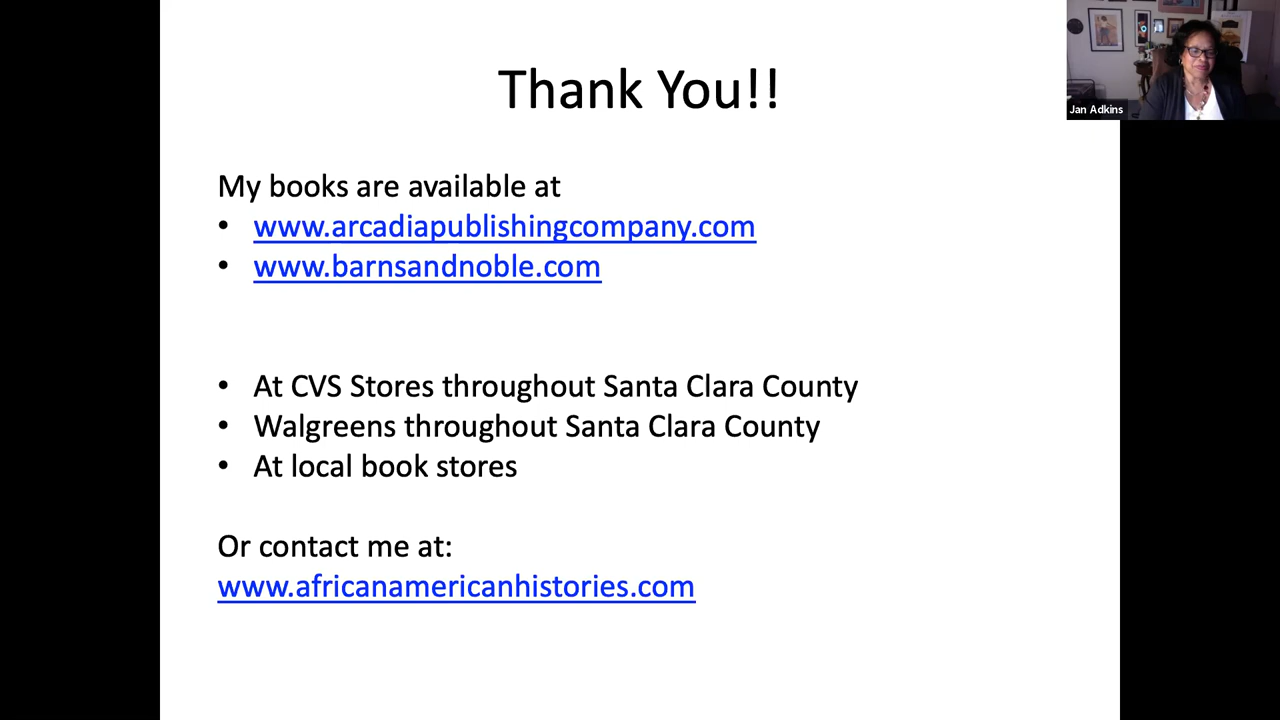 Thank You!!
Jan Adkins
My books are available at
• www.arcadiapublishingcompany.com
• www.barnsandnoble.com
• At CVS Stores throughout Santa Clara County
• Walgreens throughout Santa Clara County
• At local book stores
Or contact me at:
www.africanamericanhistories.com